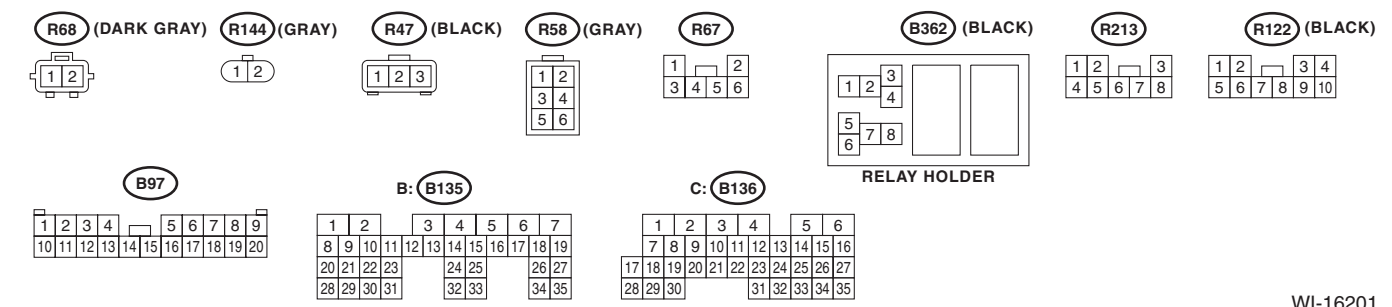 R68 (DARK GRAY) R144 (GRAY) R47 (BLACK) R58 (GRAY) R67 B362 (BLACK) R213 R122 (BLACK)
1 2
1 2
1 2 3
1 2
3 4
5 6
1 2
3 4 5 6
1 2 3
4
5
6 7 8
RELAY HOLDER
1 2 3
4 5 6 7 8
1 2 3 4
5 6 7 8 9 10
B97 B: B135 C: B136
1 2 3 4 5 6 7 8 9
10 11 12 13 14 15 16 17 18 19 20
1 2 3 4 5 6 7
8 9 10 11 12 13 14 15 16 17 18 19
20 21 22 23 24 25 26 27
28 29 30 31 32 33 34 35
1 2 3 4 5 6
7 8 9 10 11 12 13 14 15 16
17 18 19 20 21 22 23 24 25 26 27
28 29 30 31 32 33 34 35
WI-16201